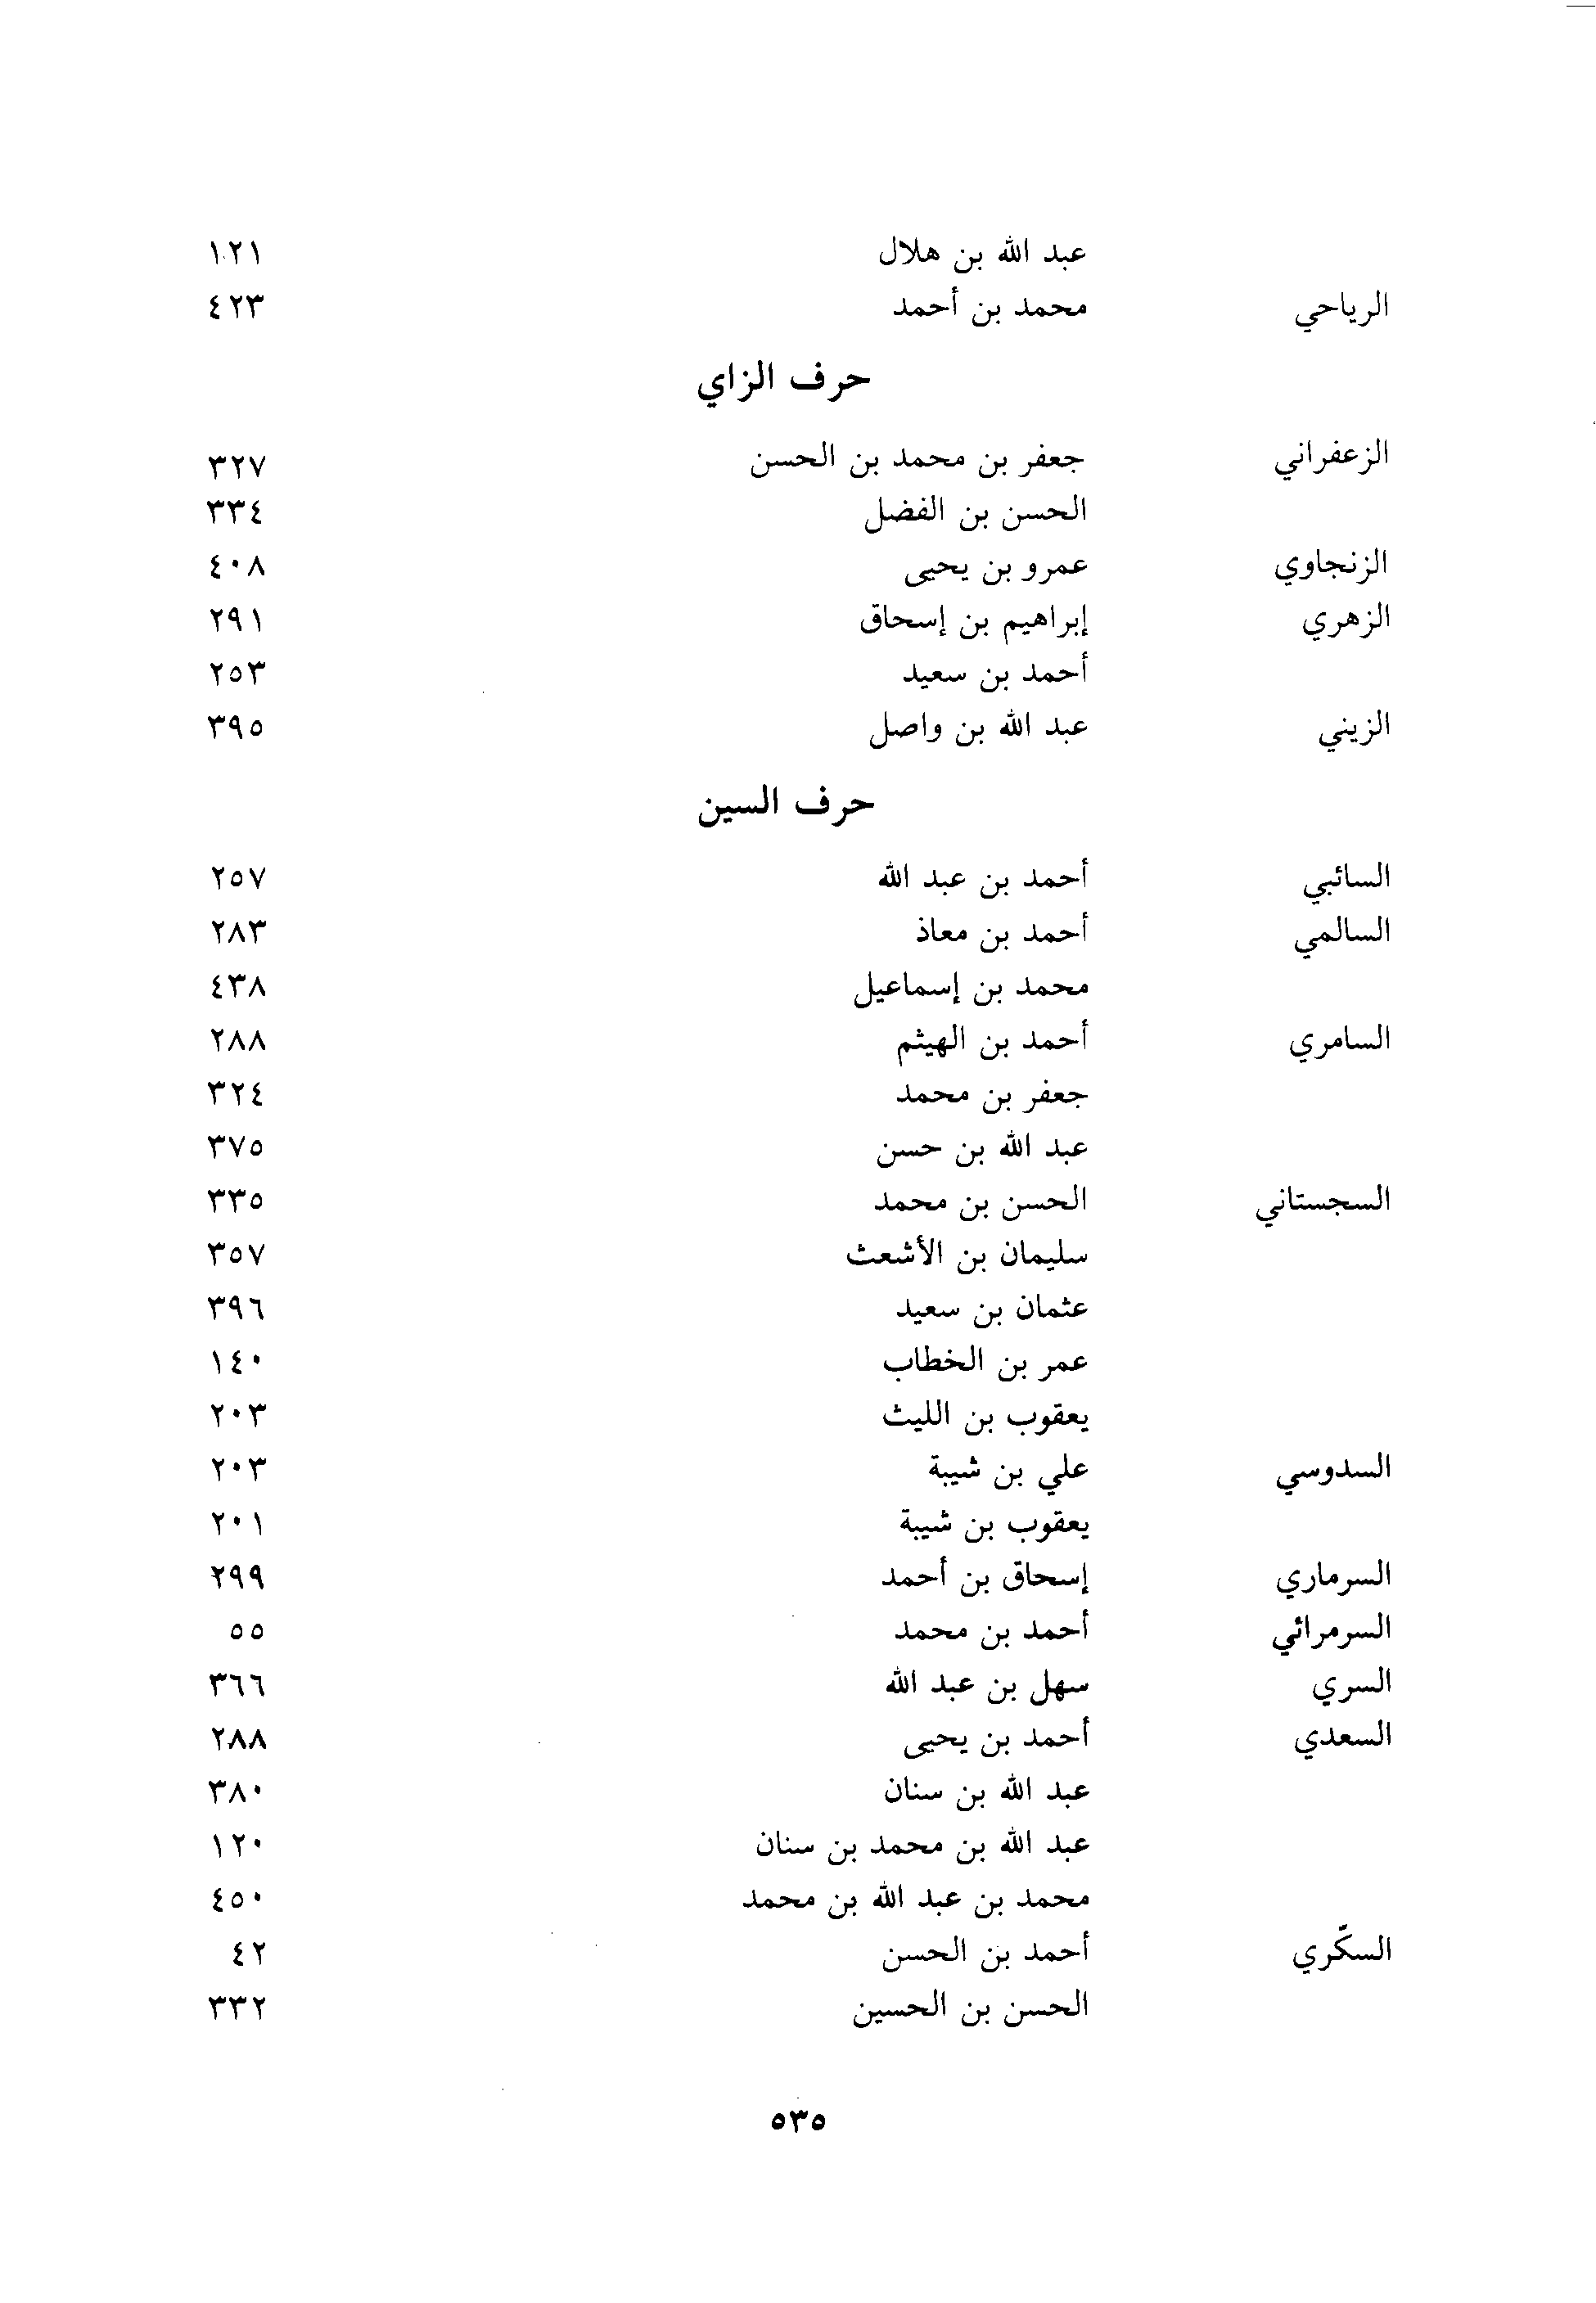 عبد الله بن هلال ١٢١
الرياحي محمد بن أحمد ٤٢٣
حرف الزاي
الزعفراني جعفر بن محمد بن الحسن ٣٢٧
الحسن بن الفضل ٣٣٤
الزنجاوي عمرو بن يحيى ٤٠٨
الزهري إبراهيم بن إسحاق ٢٩١
أحمد بن سعيد ٢٥٣
الزيني عبد الله بن واصل ٣٩٥
حرف السين
السائبي أحمد بن عبد الله ٢٥٧
السالمي أحمد بن معاذ ٢٨٣
محمد بن إسماعيل ٤٣٨
السامري أحمد بن الهيثم ٢٨٨
جعفر بن محمد ٣٢٤
عبد الله بن حسن ٣٧٥
السجستاني الحسن بن محمد ٣٣٥
سليمان بن الأشعث ٣٥٧
عثمان بن سعيد ٣٩٦
عمر بن الخطاب ١٤٠
يعقوب بن الليث ٢٠٣
السدوسي علي بن شيبة ٢٠٣
يعقوب بن شيبة ٢٠١
السرماري إسحاق بن أحمد ٢٩٩
السرمرائي أحمد بن محمد ٥٥
السري سهل بن عبد الله ٣٦٦
السعدي أحمد بن يحيى ٢٨٨
عبد الله بن سنان ٣٨٠
عبد الله بن محمد بن سنان ١٢٠
محمد بن عبد الله بن محمد ٤٥٠
السكّري أحمد بن الحسن ٤٢
الحسن بن الحسين ٣٣٢
٥٣٥